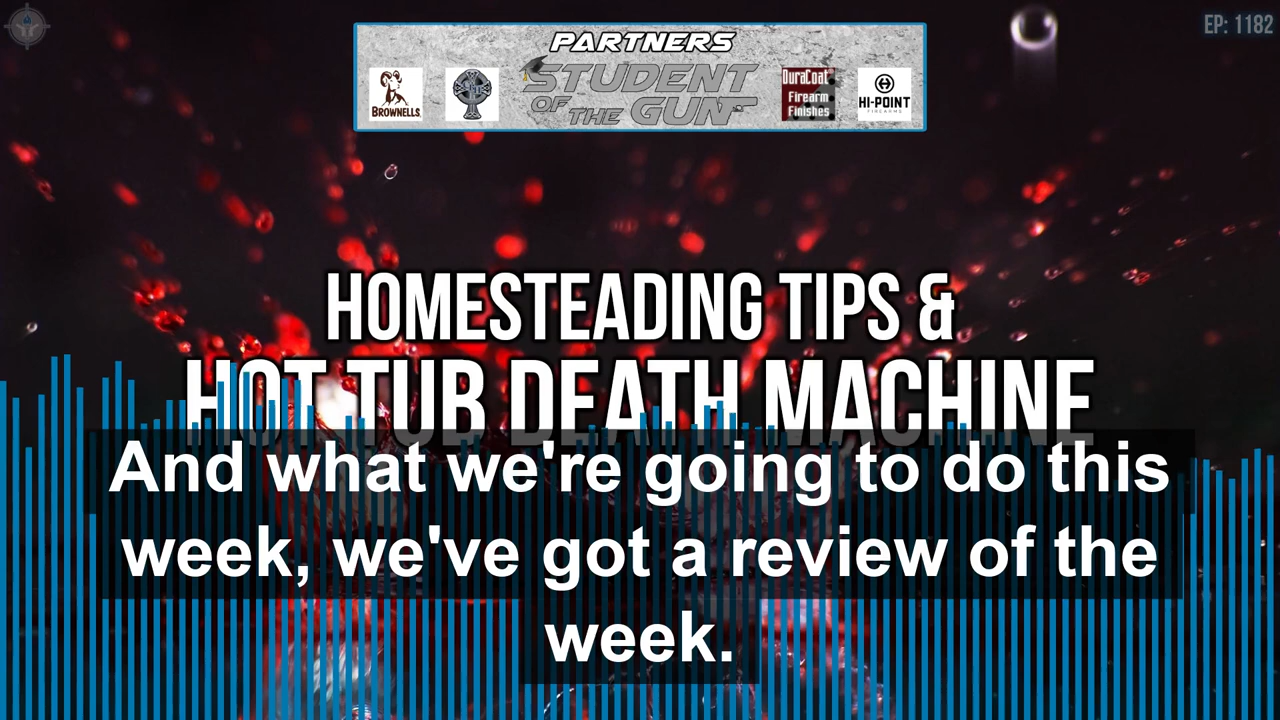 EP: 1182
PARTNERS
STUDENT
OF THE GUN
BROWNELLS
DuraCoat
Firearm
Finishes
HI-POINT
FIREARMS
HOMESTEADING TIPS &
HOT TUB DEATH MACHINE
And what we're going to do this
week, we've got a review of the
week.